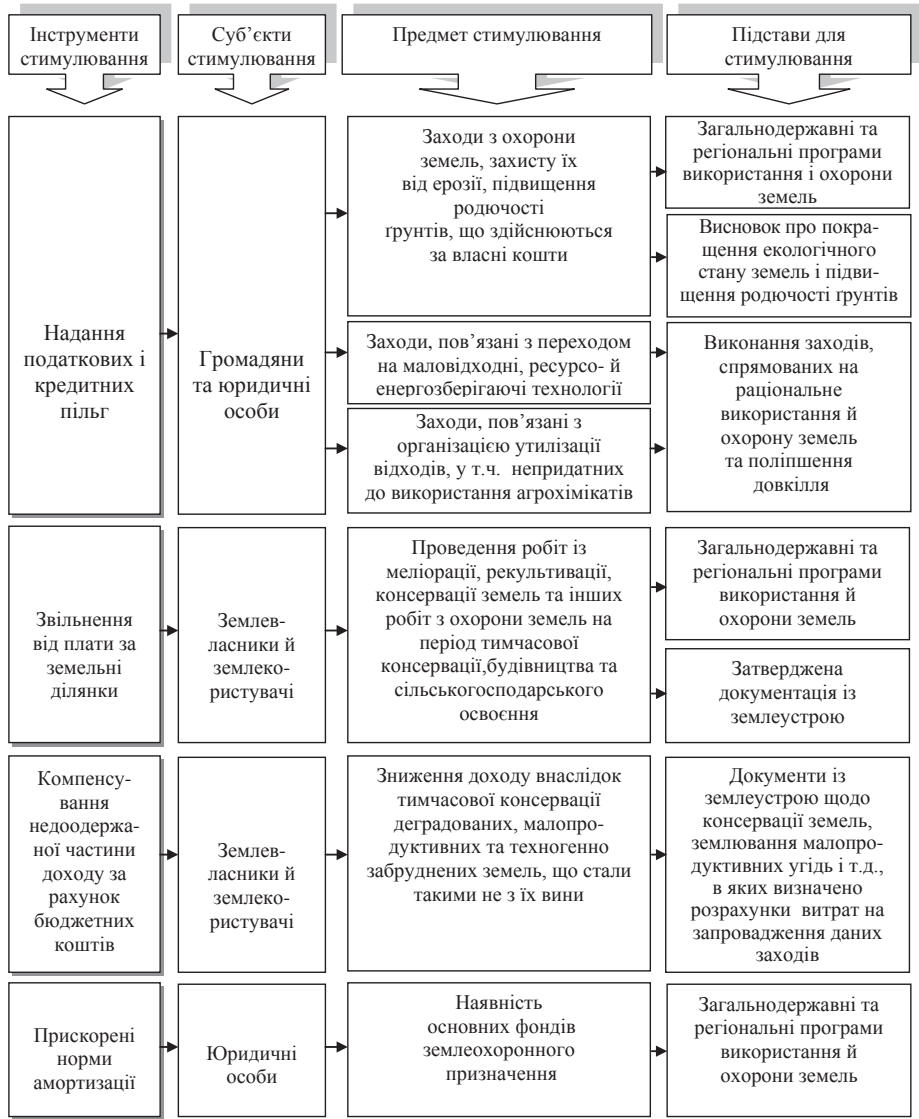 Інструменти
стимулювання
Суб’єкти
стимулювання
Предмет стимулювання
Підстави для
стимулювання
Надання
податкових і
кредитних
пільг
Громадяни
та юридичні
особи
Заходи з охорони
земель, захисту їх
від ерозії, підвищення
родючості
ґрунтів, що здійснюються
за власні кошти
Загальнодержавні та
регіональні програми
використання і охорони
земель
Висновок про покра-
щення екологічного
стану земель і підви-
щення родючості ґрунтів
Заходи, пов’язані з переходом
на маловідходні, ресурсо- й
енергозберігаючі технології
Заходи, пов’язані з
організацією утилізації
відходів, у т.ч. непридатних
до використання агрохімікатів
Виконання заходів,
спрямованих на
раціональне
використання й
охорону земель
та поліпшення
довкілля
Звільнення
від плати за
земельні
ділянки
Землев-
ласники й
землеко-
ристувачі
Проведення робіт із
меліорації, рекультивації,
консервації земель та інших
робіт з охорони земель на
період тимчасової
консервації,будівництва та
сільськогосподарського
освоєння
Загальнодержавні та
регіональні програми
використання й
охорони земель
Затверджена
документація із
землеустрою
Компенсу-
вання
недоодержа-
ної частини
доходу за
рахунок
бюджетних
коштів
Землев-
ласники й
землеко-
ристувачі
Зниження доходу внаслідок
тимчасової консервації
деградованих, малопро-
дуктивних та техногенно
забруднених земель, що стали
такими не з їх вини
Документи із
землеустрою щодо
консервації земель,
землювання малопро-
дуктивних угідь і т.д.,
в яких визначено
розрахунки витрат на
запровадження даних
заходів
Прискорені
норми
амортизації
Юридичні
особи
Наявність
основних фондів
землеохоронного
призначення
Загальнодержавні та
регіональні програми
використання й
охорони земель